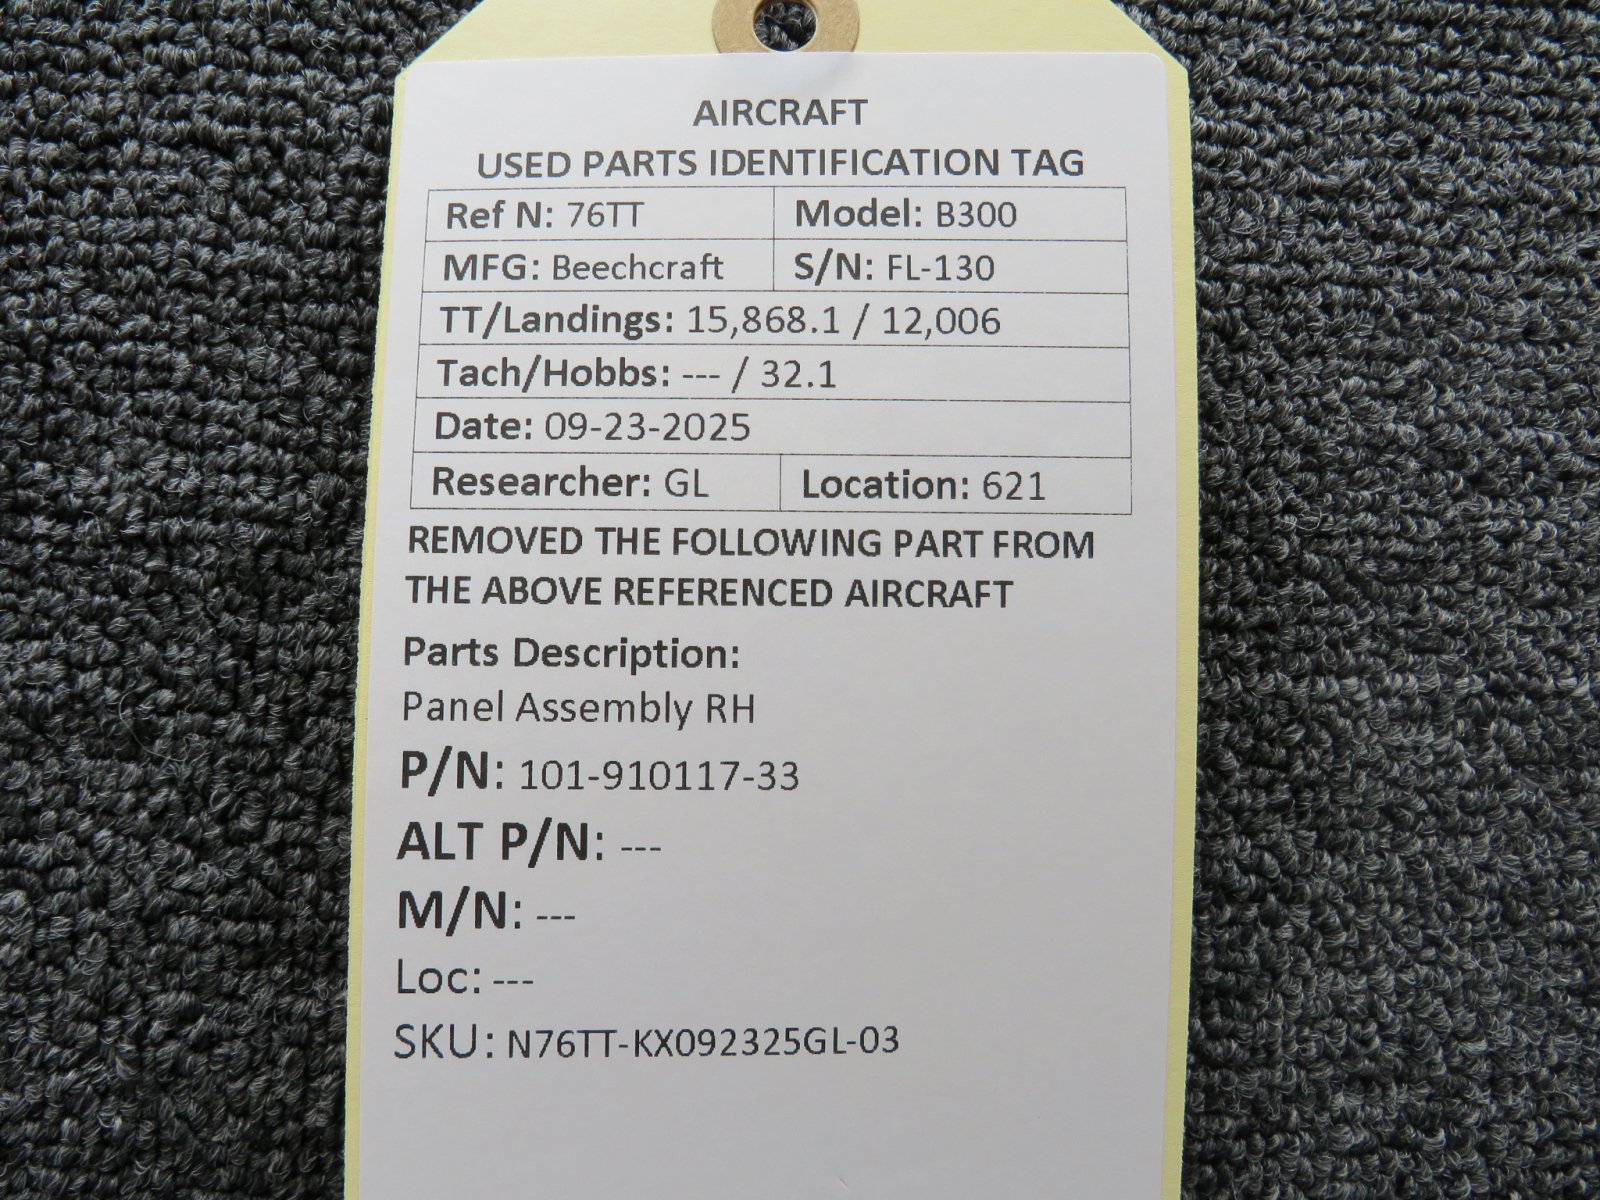 AIRCRAFT
USED PARTS IDENTIFICATION TAG
Ref N: 76TT Model: B300
MFG: Beechcraft S/N: FL-130
TT/Landings: 15,868.1 / 12,006
Tach/Hobbs: --- / 32.1
Date: 09-23-2025
Researcher: GL Location: 621
REMOVED THE FOLLOWING PART FROM
THE ABOVE REFERENCED AIRCRAFT
Parts Description:
Panel Assembly RH
P/N: 101-910117-33
ALT P/N: ---
M/N: ---
Loc: ---
SKU: N76TT-KX092325GL-03